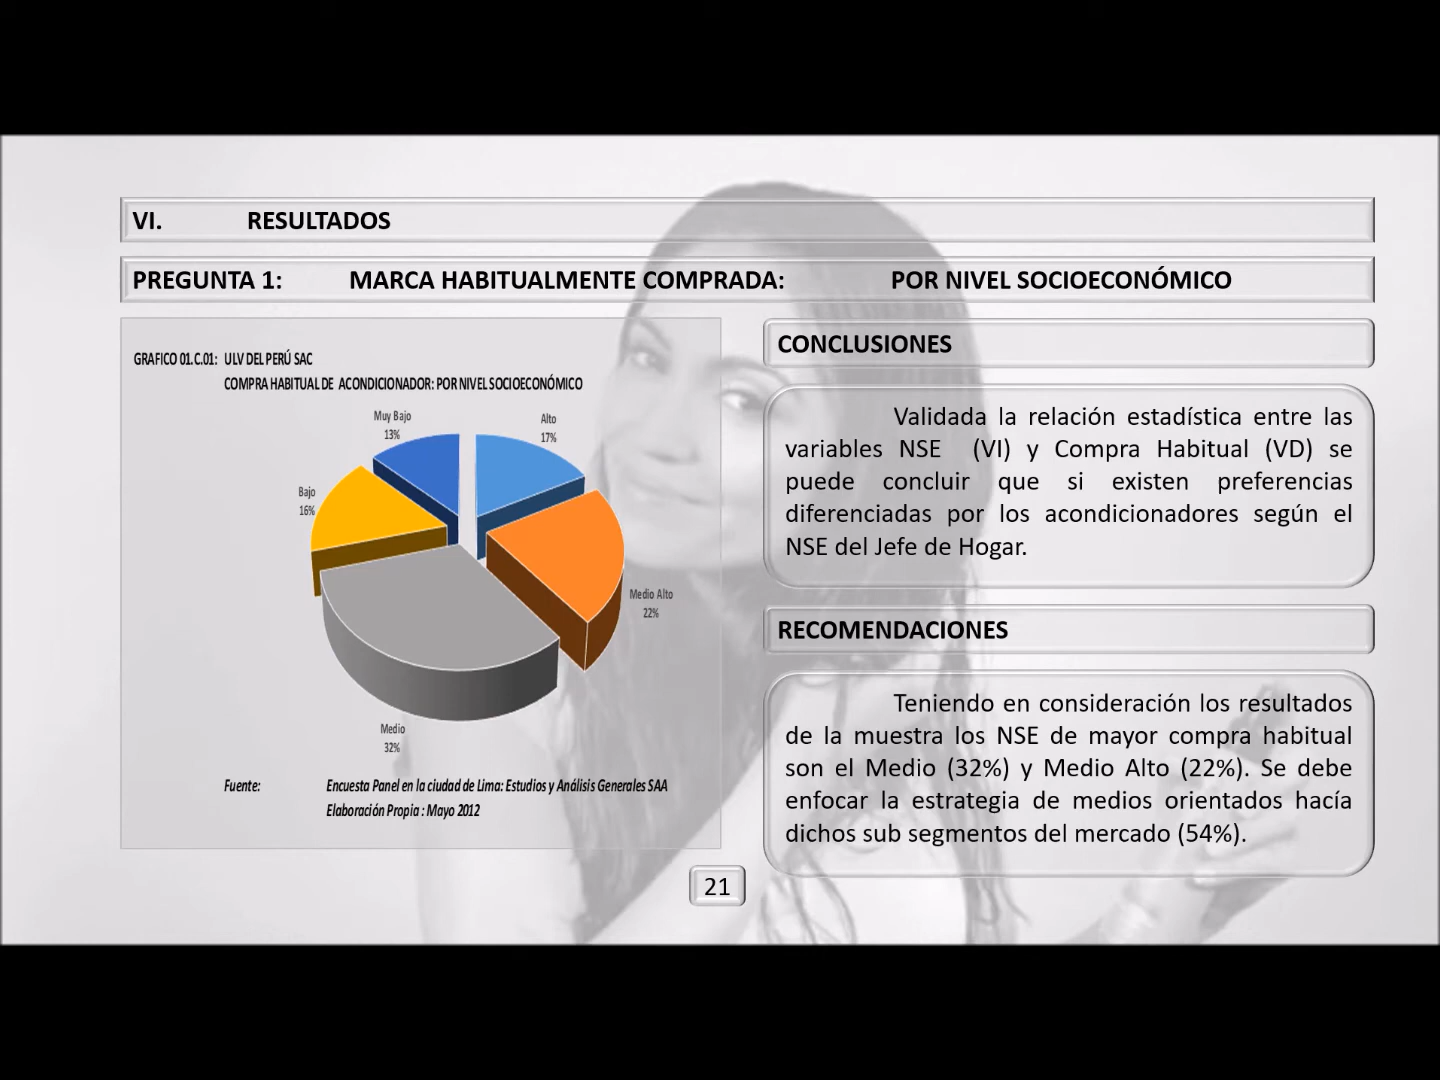 VI. RESULTADOS
PREGUNTA 1: MARCA HABITUALMENTE COMPRADA: POR NIVEL SOCIOECONÓMICO
GRAFICO 01.C.01: ULV DEL PERÚ SAC
COMPRA HABITUAL DE ACONDICIONADOR: POR NIVEL SOCIOECONÓMICO
Muy Bajo
13%
Alto
17%
Bajo
16%
Medio Alto
22%
Medio
32%
Fuente: Encuesta Panel en la ciudad de Lima: Estudios y Análisis Generales SAA
Elaboración Propia : Mayo 2012
CONCLUSIONES
Validada la relación estadística entre las
variables NSE (VI) y Compra Habitual (VD) se
puede concluir que si existen preferencias
diferenciadas por los acondicionadores según el
NSE del Jefe de Hogar.
RECOMENDACIONES
Teniendo en consideración los resultados
de la muestra los NSE de mayor compra habitual
son el Medio (32%) y Medio Alto (22%). Se debe
enfocar la estrategia de medios orientados hacía
dichos sub segmentos del mercado (54%).
21